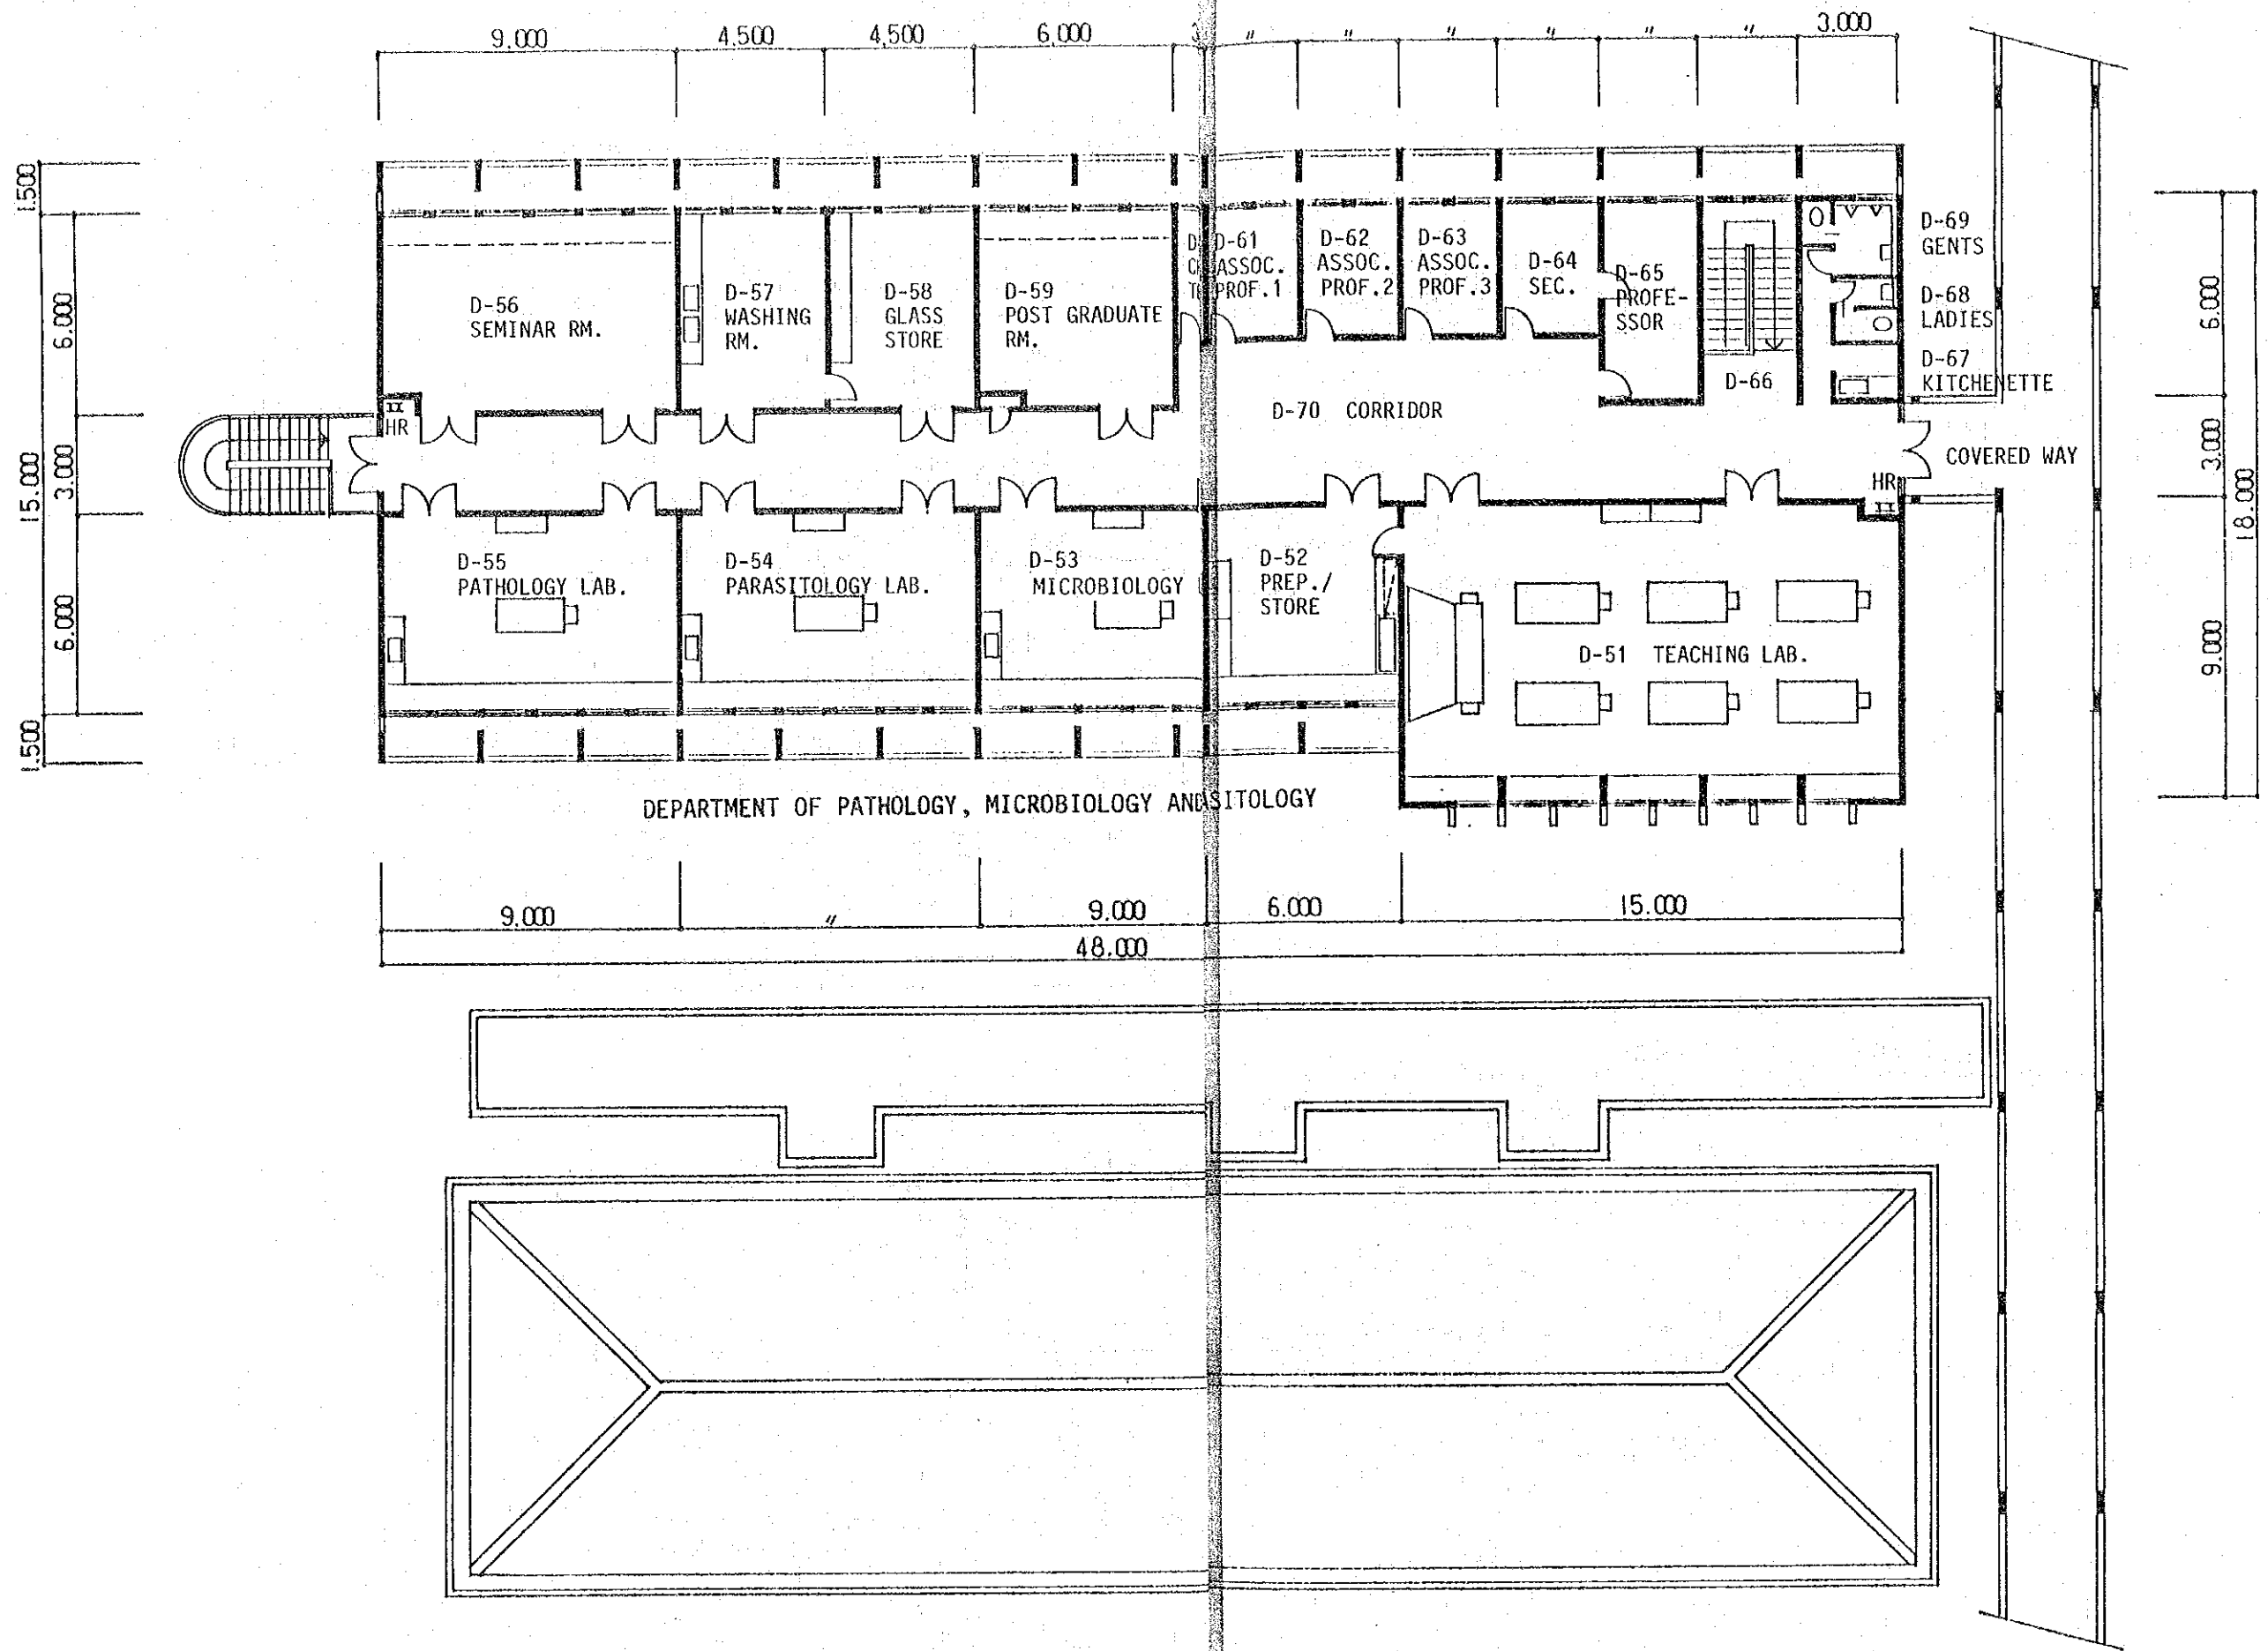 9.000 4,500 4,500 6,000 〃 〃 〃 〃 〃 〃 3.000
1.500
6.000
3.000
15.000
6.000
1.500
D-56
SEMINAR RM.
D-57
WASHING
RM.
D-58
GLASS
STORE
D-59
POST GRADUATE
RM.
D-61
ASSOC.
PROF.1
D-62
ASSOC.
PROF.2
D-63
ASSOC.
PROF.3
D-64
SEC.
D-65
PROFE-
SSOR
D-66
D-69
GENTS
D-68
LADIES
D-67
KITCHENETTE
HR
D-70 CORRIDOR
COVERED WAY
HR
D-55
PATHOLOGY LAB.
D-54
PARASITOLOGY LAB.
D-53
MICROBIOLOGY
D-52
PREP./
STORE
D-51 TEACHING LAB.
6.000
3.000
18.000
9.000
DEPARTMENT OF PATHOLOGY, MICROBIOLOGY AND SITOLOGY
9.000 〃 9.000 6.000 15.000
48.000